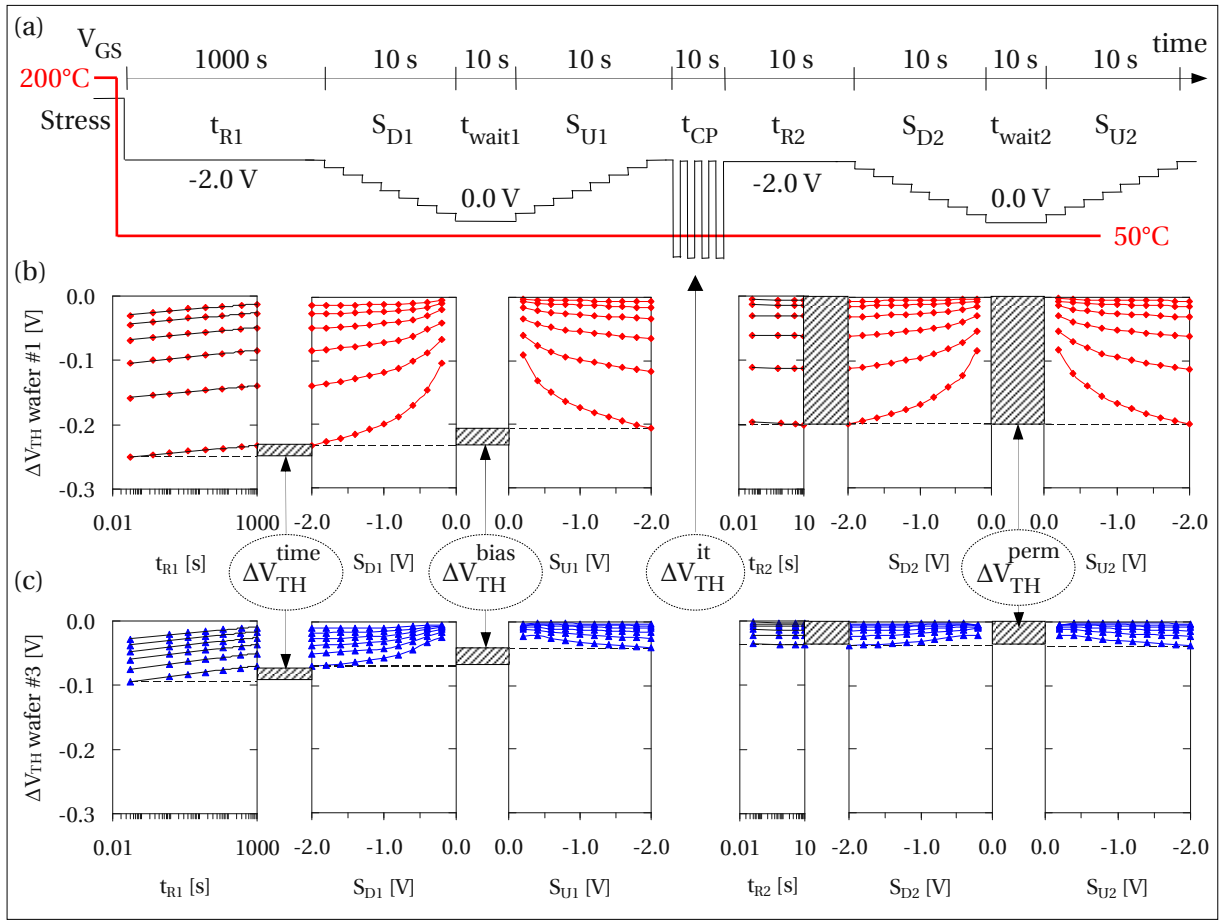 (a)
V_GS 1000 s 10 s 10 s 10 s 10 s 10 s 10 s 10 s 10 s time
200°C
Stress t_R1 S_D1 t_wait1 S_U1 t_CP t_R2 S_D2 t_wait2 S_U2
-2.0 V 0.0 V -2.0 V 0.0 V
50°C
(b)
ΔV_TH wafer #1 [V]
0.0
-0.1
-0.2
-0.3
0.01 1000 -2.0 -1.0 0.0 0.0 -1.0 -2.0 0.01 10 -2.0 -1.0 0.0 0.0 -1.0 -2.0
t_R1 [s] S_D1 [V] S_U1 [V] t_R2 [s] S_D2 [V] S_U2 [V]
ΔV_TH^time ΔV_TH^bias ΔV_TH^it ΔV_TH^perm
(c)
ΔV_TH wafer #3 [V]
0.0
-0.1
-0.2
-0.3
0.01 1000 -2.0 -1.0 0.0 0.0 -1.0 -2.0 0.01 10 -2.0 -1.0 0.0 0.0 -1.0 -2.0
t_R1 [s] S_D1 [V] S_U1 [V] t_R2 [s] S_D2 [V] S_U2 [V]